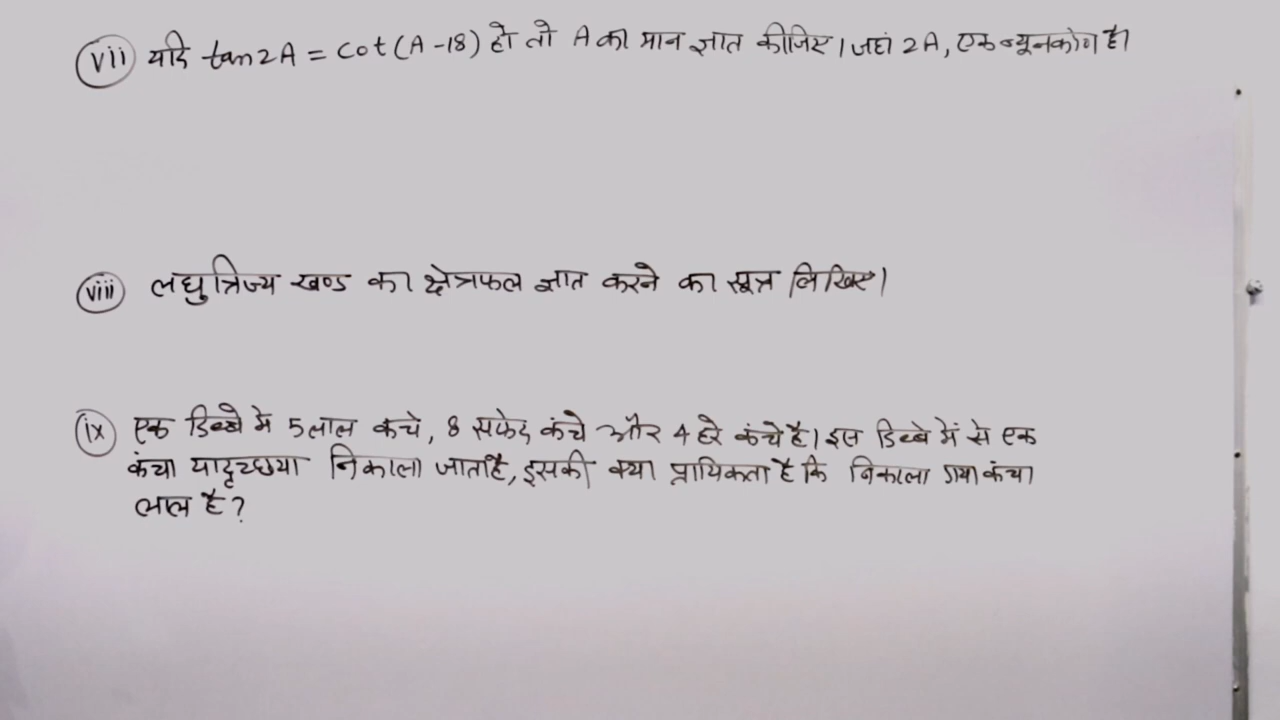 (vii) यदि tan2A = cot(A-18) हो तो A का मान ज्ञात कीजिए। जहां 2A, एक न्यूनकोण है।
(viii) लघु त्रिज्य खण्ड का क्षेत्रफल ज्ञात करने का सूत्र लिखिए।
(ix) एक डिब्बे में 5 लाल कंचे, 8 सफेद कंचे और 4 हरे कंचे है। इस डिब्बे में से एक
कंचा यादृच्छया निकाला जाता है, इसकी क्या प्रायिकता है कि निकाला गया कंचा
लाल है?